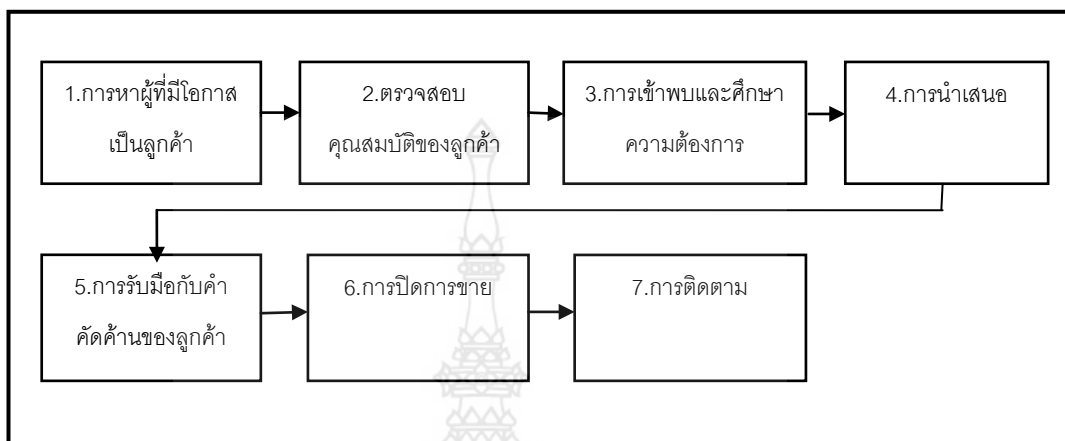 1.การหาผู้ที่มีโอกาส
เป็นลูกค้า
2.ตรวจสอบ
คุณสมบัติของลูกค้า
3.การเข้าพบและศึกษา
ความต้องการ
4.การนำเสนอ
5.การรับมือกับคำ
คัดค้านของลูกค้า
6.การปิดการขาย
7.การติดตาม